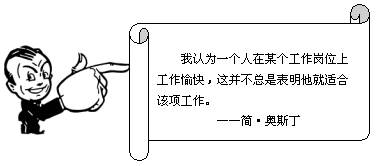 我认为一个人在某个工作岗位上
工作愉快，这并不总是表明他就适合
该项工作。
——简·奥斯丁